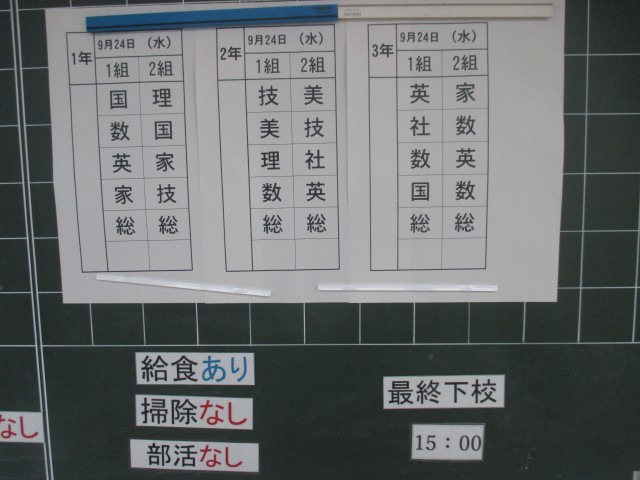 1年 9月24日 （水）
1組 2組
国 理
数 国
英 家
家 技
総 総
2年 9月24日 （水）
1組 2組
技 美
美 技
理 社
数 英
総 総
3年 9月24日 （水）
1組 2組
英 家
社 数
数 英
国 数
総 総
給食あり
掃除なし
部活なし
なし
最終下校
15：00